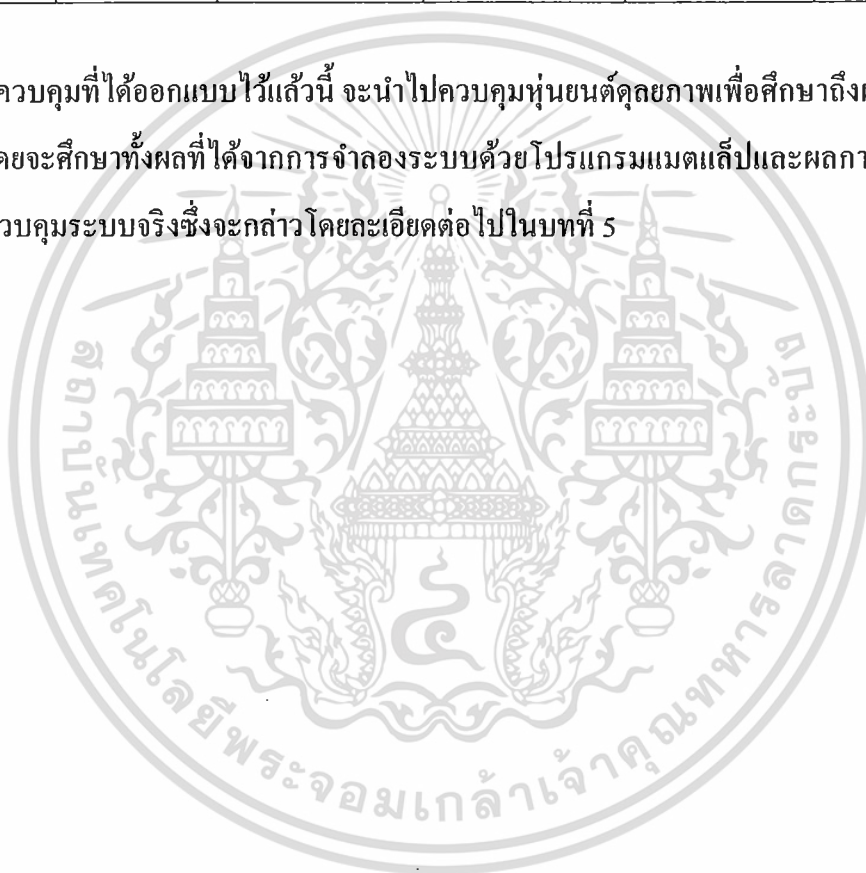 ควบคุมที่ได้ออกแบบไว้แล้วนี้ จะนำไปควบคุมหุ่นยนต์ดุลยภาพเพื่อศึกษาถึง
โดยจะศึกษาทั้งผลที่ได้จากการจำลองระบบด้วยโปรแกรมแมตแล็ปและผลกา
วบคุมระบบจริงซึ่งจะกล่าวโดยละเอียดต่อไปในบทที่ 5
สถาบันเทคโนโลยีพระจอมเกล้าเจ้าคุณทหารลาดกระบัง